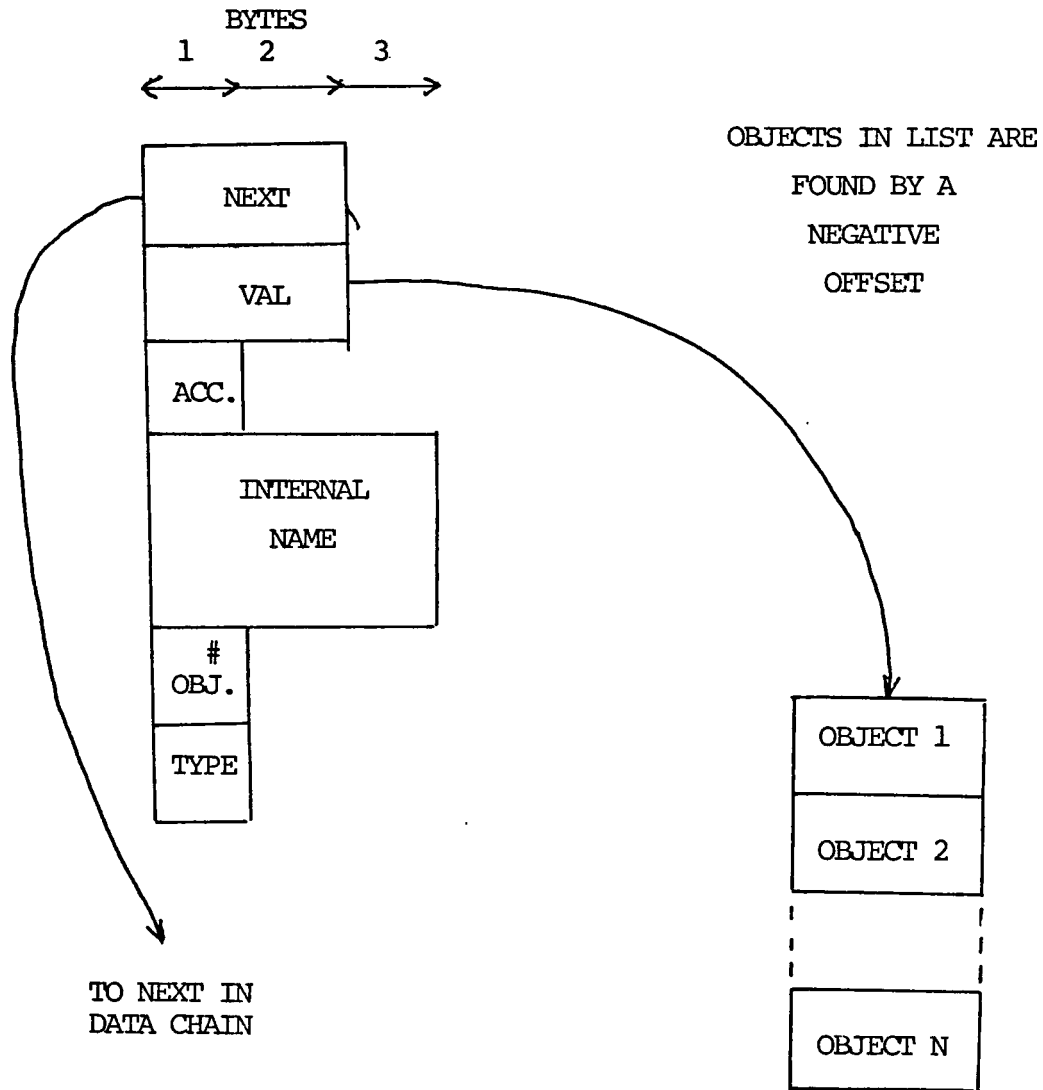 BYTES
1 2 3
OBJECTS IN LIST ARE
FOUND BY A
NEGATIVE
OFFSET
NEXT
VAL
ACC.
INTERNAL
NAME
#
OBJ.
TYPE
OBJECT 1
OBJECT 2
OBJECT N
TO NEXT IN
DATA CHAIN